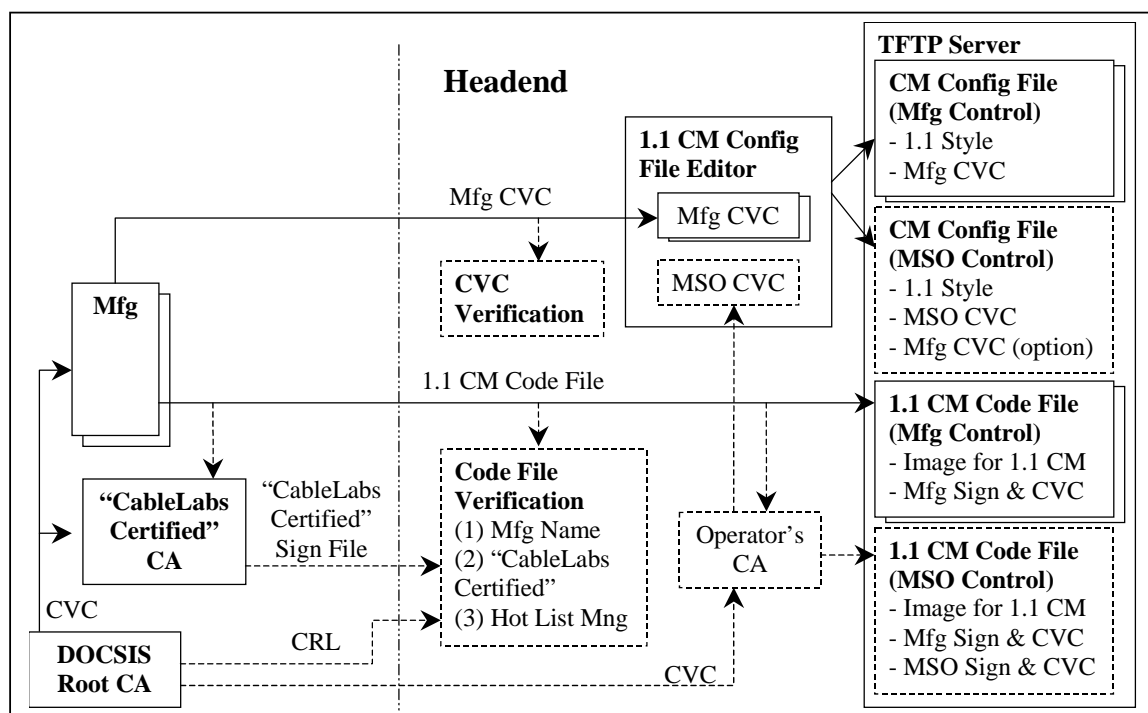 Headend
TFTP Server
CM Config File
(Mfg Control)
- 1.1 Style
- Mfg CVC
1.1 CM Config
File Editor
Mfg CVC
Mfg CVC
MSO CVC
CM Config File
(MSO Control)
- 1.1 Style
- MSO CVC
- Mfg CVC (option)
CVC
Verification
Mfg
1.1 CM Code File
1.1 CM Code File
(Mfg Control)
- Image for 1.1 CM
- Mfg Sign & CVC
“CableLabs
Certified”
CA
“CableLabs
Certified”
Sign File
Code File
Verification
(1) Mfg Name
(2) “CableLabs
Certified”
(3) Hot List Mng
Operator’s
CA
1.1 CM Code File
(MSO Control)
- Image for 1.1 CM
- Mfg Sign & CVC
- MSO Sign & CVC
CVC
DOCSIS
Root CA
CRL
CVC